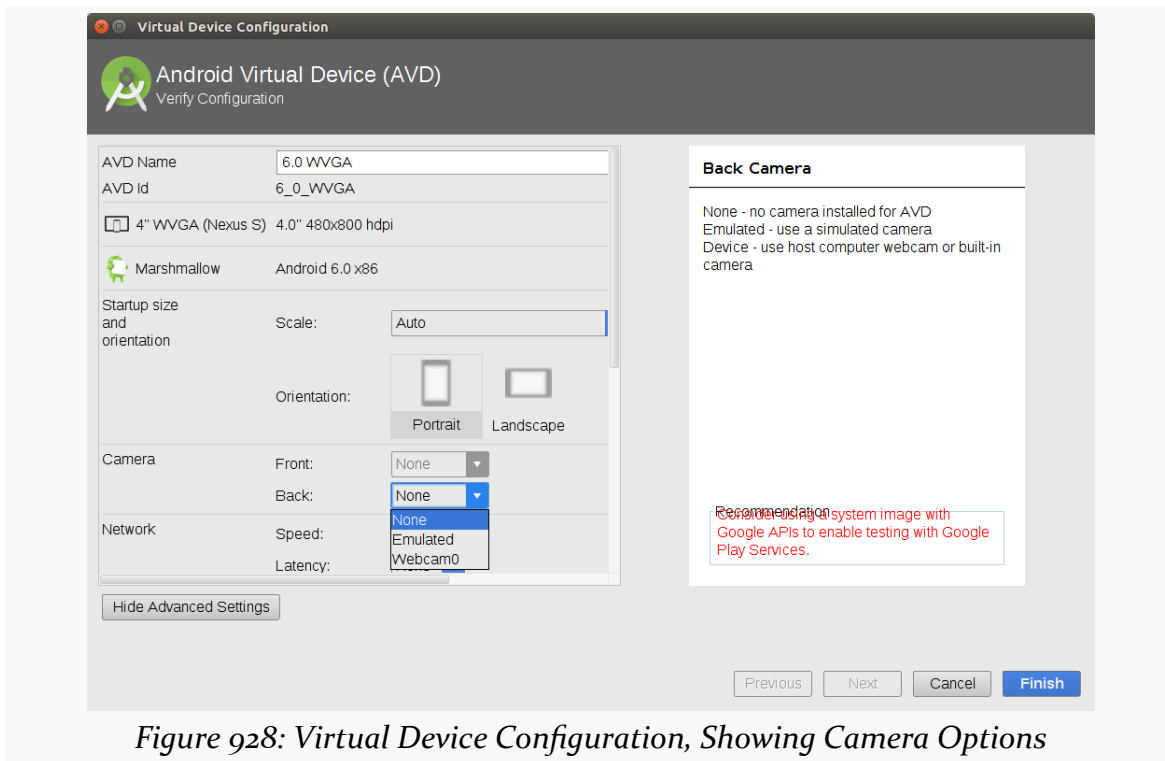 Virtual Device Configuration
Android Virtual Device (AVD)
Verify Configuration
AVD Name
6.0 WVGA
AVD Id
6_0_WVGA
4" WVGA (Nexus S)
4.0" 480x800 hdpi
Marshmallow
Android 6.0 x86
Startup size
and
orientation
Scale:
Auto
Orientation:
Portrait
Landscape
Camera
Front:
None
Back:
None
None
Emulated
Webcam0
Network
Speed:
Latency:
Hide Advanced Settings
Back Camera
None - no camera installed for AVD
Emulated - use a simulated camera
Device - use host computer webcam or built-in
camera
Recommendation
Consider using a system image with
Google APIs to enable testing with Google
Play Services.
Previous
Next
Cancel
Finish
Figure 928: Virtual Device Configuration, Showing Camera Options